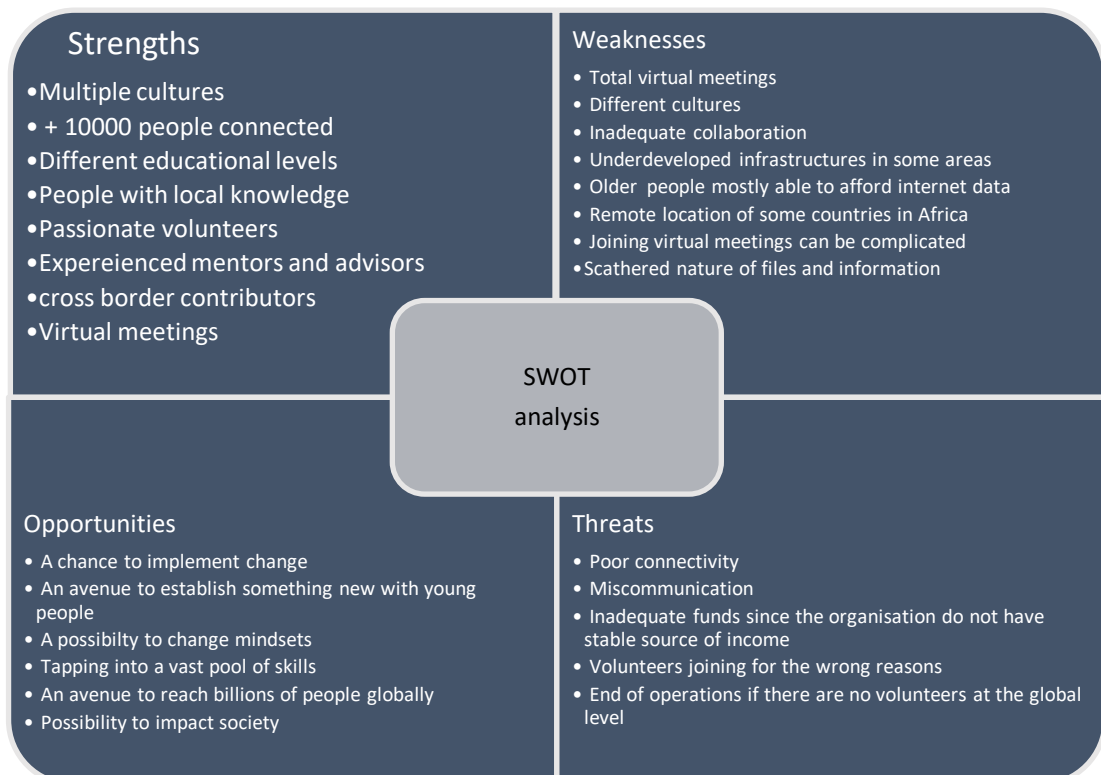 Strengths
•Multiple cultures
• + 10000 people connected
•Different educational levels
•People with local knowledge
•Passionate volunteers
•Expereienced mentors and advisors
•cross border contributors
•Virtual meetings
Weaknesses
• Total virtual meetings
• Different cultures
• Inadequate collaboration
• Underdeveloped infrastructures in some areas
• Older people mostly able to afford internet data
• Remote location of some countries in Africa
• Joining virtual meetings can be complicated
•Scathered nature of files and information
SWOT
analysis
Opportunities
• A chance to implement change
• An avenue to establish something new with young
people
• A possibilty to change mindsets
• Tapping into a vast pool of skills
• An avenue to reach billions of people globally
• Possibility to impact society
Threats
• Poor connectivity
• Miscommunication
• Inadequate funds since the organisation do not have
stable source of income
• Volunteers joining for the wrong reasons
• End of operations if there are no volunteers at the global
level